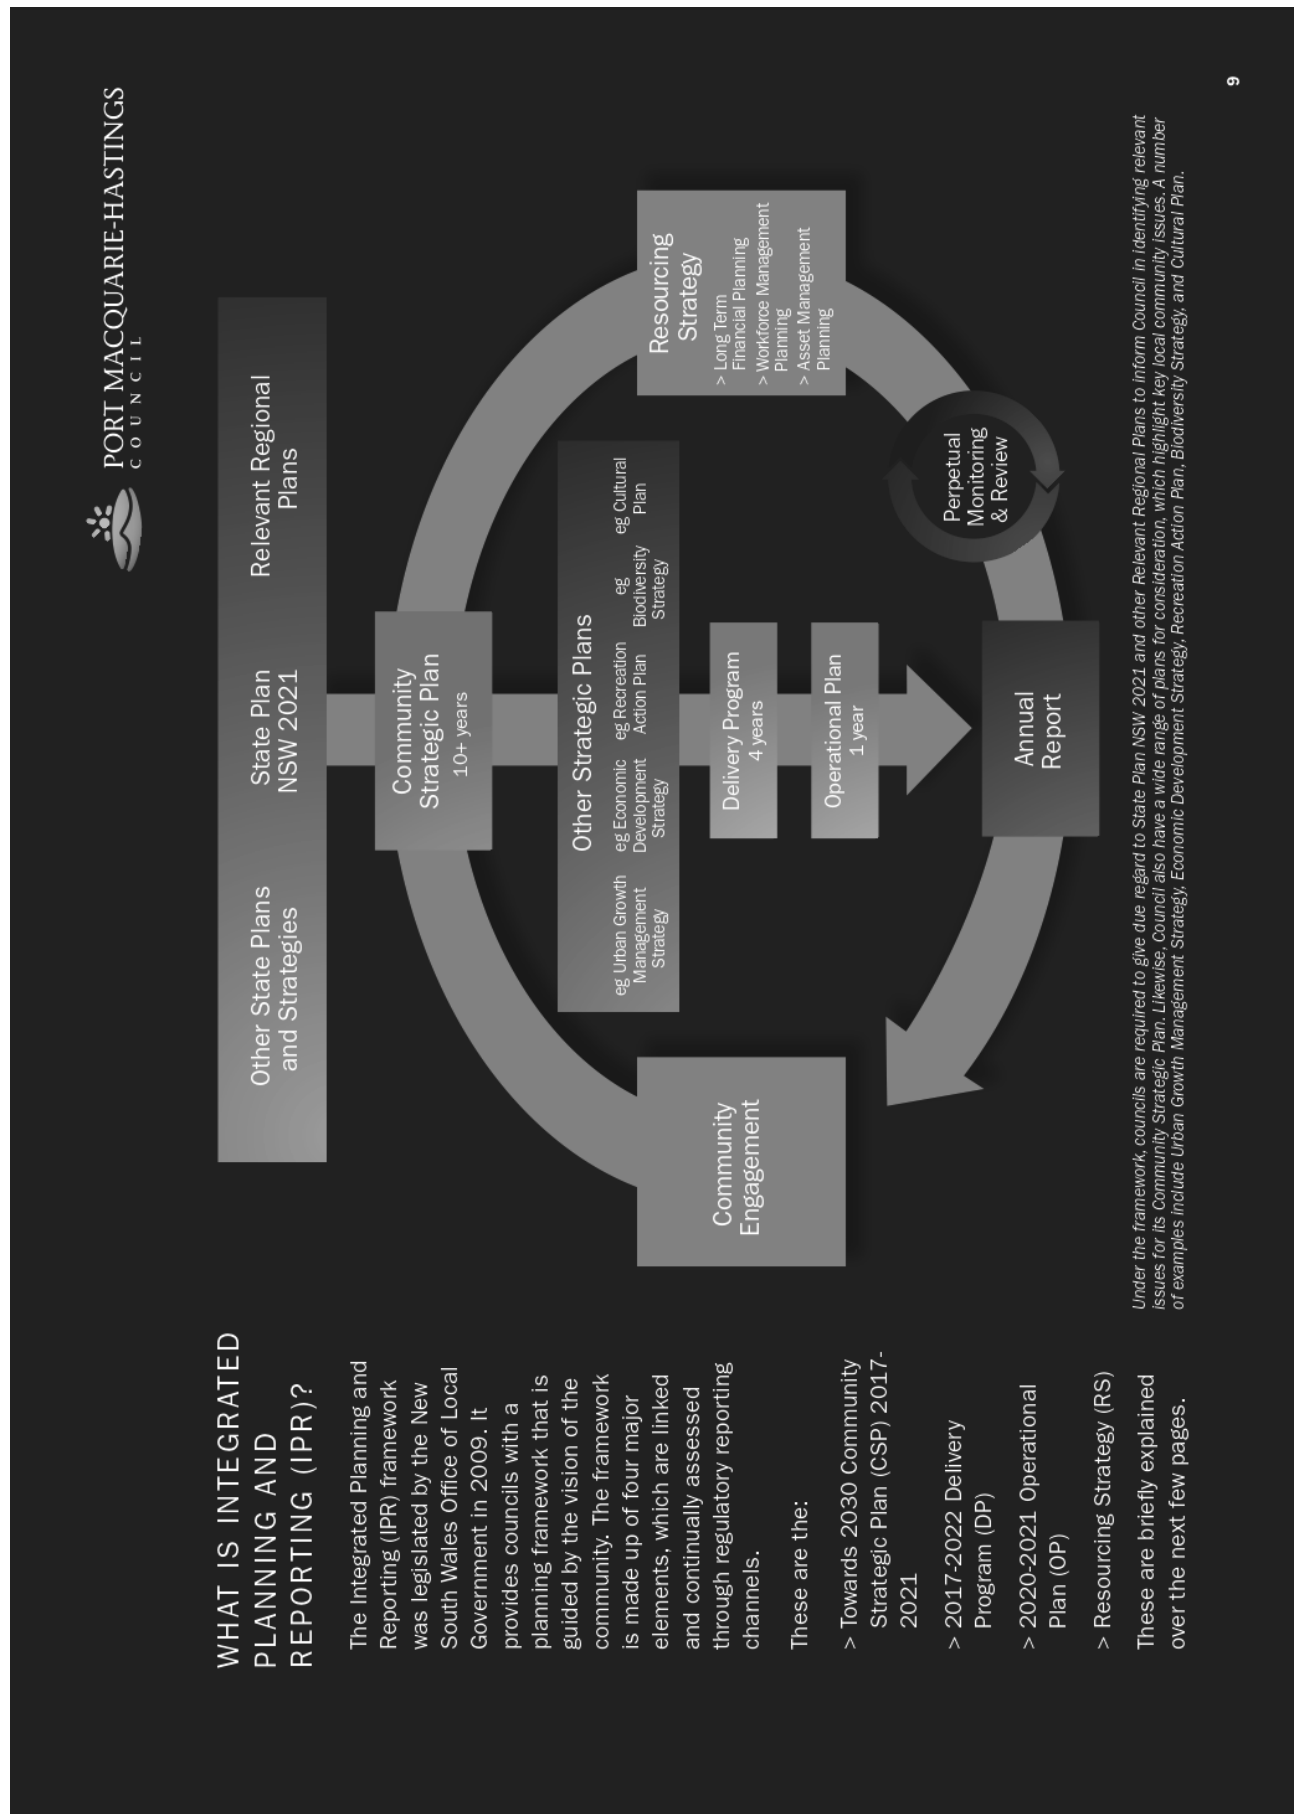 PORT MACQUARIE-HASTINGS
COUNCIL
WHAT IS INTEGRATED
PLANNING AND
REPORTING (IPR)?
The Integrated Planning and
Reporting (IPR) framework
was legislated by the New
South Wales Office of Local
Government in 2009. It
provides councils with a
planning framework that is
guided by the vision of the
community. The framework
is made up of four major
elements, which are linked
and continually assessed
through regulatory reporting
channels.
These are the:
> Towards 2030 Community
Strategic Plan (CSP) 2017-
2021
> 2017-2022 Delivery
Program (DP)
> 2020-2021 Operational
Plan (OP)
> Resourcing Strategy (RS)
These are briefly explained
over the next few pages.
Other State Plans
and Strategies
State Plan
NSW 2021
Relevant Regional
Plans
Community
Strategic Plan
10+ years
Other Strategic Plans
eg Urban Growth
Management
Strategy
eg Economic
Development
Strategy
eg Recreation
Action Plan
eg
Biodiversity
Strategy
eg Cultural
Plan
Community
Engagement
Delivery Program
4 years
Operational Plan
1 year
Resourcing
Strategy
> Long Term
Financial Planning
> Workforce Management
Planning
> Asset Management
Planning
Perpetual
Monitoring
& Review
Annual
Report
Under the framework, councils are required to give due regard to State Plan NSW 2021 and other Relevant Regional Plans to inform Council in identifying relevant
issues for its Community Strategic Plan. Likewise, Council also have a wide range of plans for consideration, which highlight key local community issues. A number
of examples include Urban Growth Management Strategy, Economic Development Strategy, Recreation Action Plan, Biodiversity Strategy, and Cultural Plan.
9